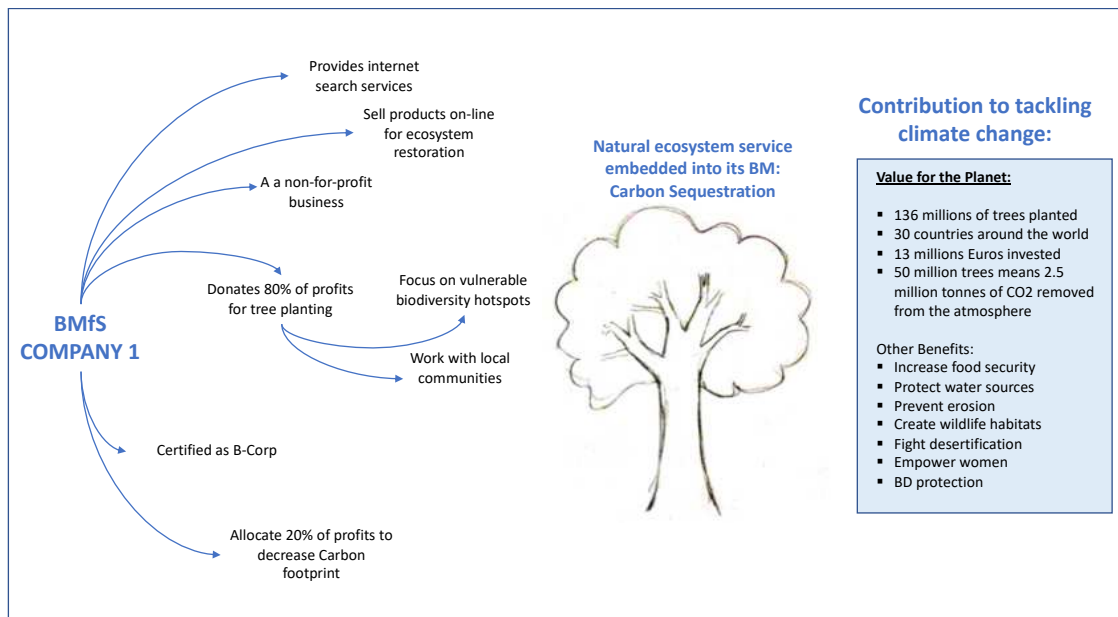 Provides internet
search services
Sell products on-line
for ecosystem
restoration
A a non-for-profit
business
Donates 80% of profits
for tree planting
Focus on vulnerable
biodiversity hotspots
Work with local
communities
BMfS
COMPANY 1
Certified as B-Corp
Allocate 20% of profits to
decrease Carbon
footprint
Natural ecosystem service
embedded into its BM:
Carbon Sequestration
Contribution to tackling
climate change:
Value for the Planet:
▪ 136 millions of trees planted
▪ 30 countries around the world
▪ 13 millions Euros invested
▪ 50 million trees means 2.5
million tonnes of CO2 removed
from the atmosphere
Other Benefits:
▪ Increase food security
▪ Protect water sources
▪ Prevent erosion
▪ Create wildlife habitats
▪ Fight desertification
▪ Empower women
▪ BD protection